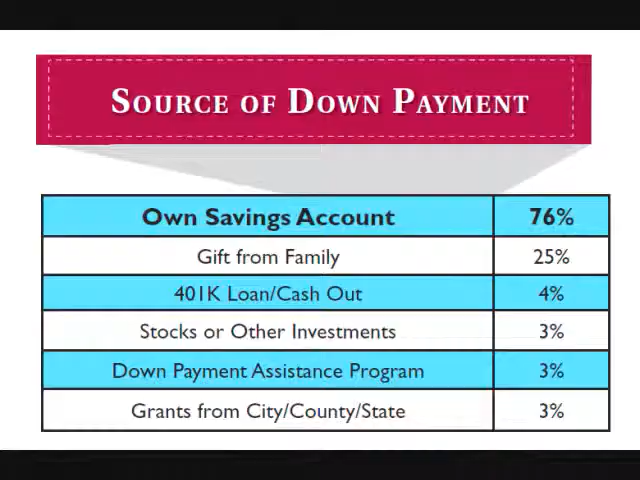 SOURCE OF DOWN PAYMENT
Own Savings Account 76%
Gift from Family 25%
401K Loan/Cash Out 4%
Stocks or Other Investments 3%
Down Payment Assistance Program 3%
Grants from City/County/State 3%